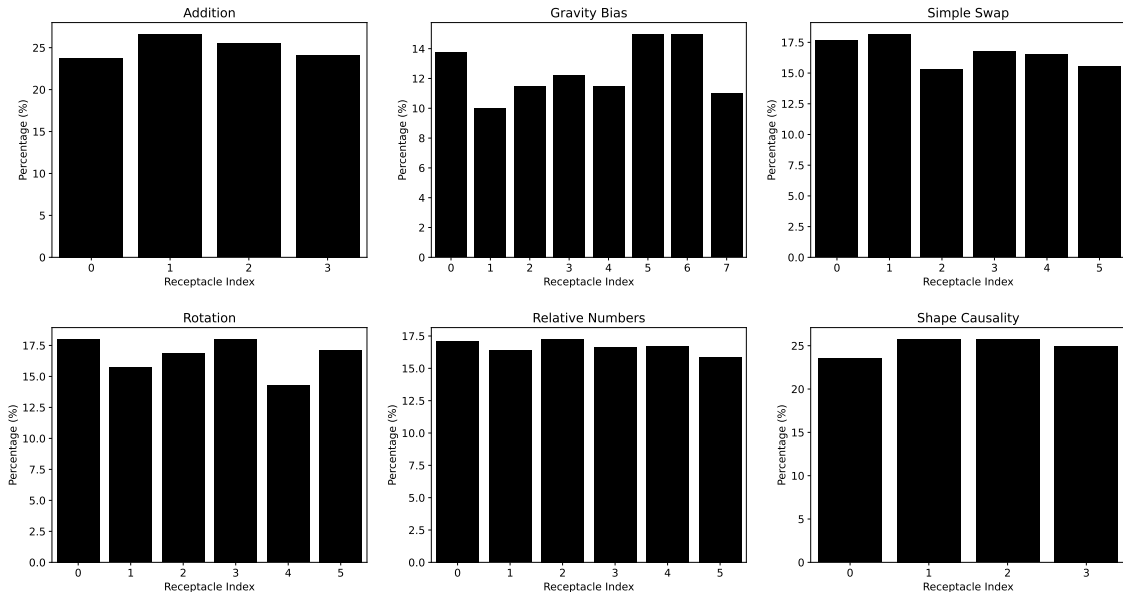 Addition
Percentage (%)
25
20
15
10
5
0
0 1 2 3
Receptacle Index
Gravity Bias
Percentage (%)
14
12
10
8
6
4
2
0
0 1 2 3 4 5 6 7
Receptacle Index
Simple Swap
Percentage (%)
17.5
15.0
12.5
10.0
7.5
5.0
2.5
0.0
0 1 2 3 4 5
Receptacle Index
Rotation
Percentage (%)
17.5
15.0
12.5
10.0
7.5
5.0
2.5
0.0
0 1 2 3 4 5
Receptacle Index
Relative Numbers
Percentage (%)
17.5
15.0
12.5
10.0
7.5
5.0
2.5
0.0
0 1 2 3 4 5
Receptacle Index
Shape Causality
Percentage (%)
25
20
15
10
5
0
0 1 2 3
Receptacle Index